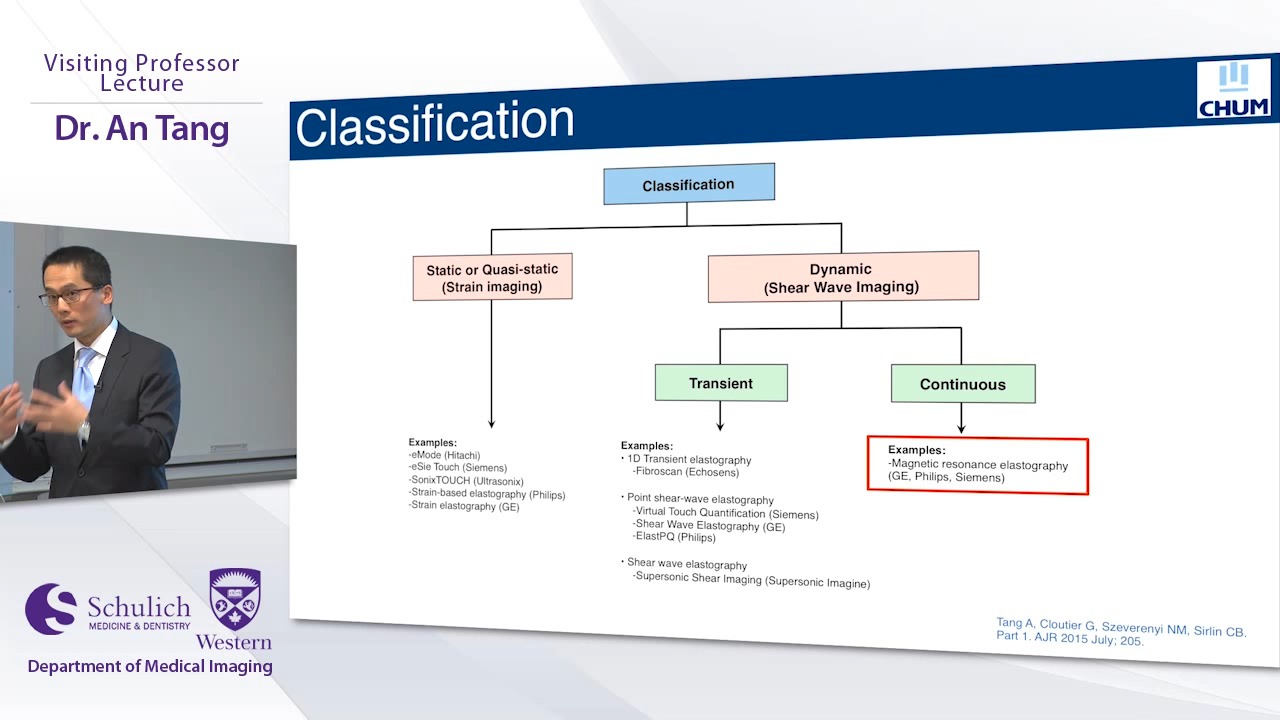 Visiting Professor
Lecture
Dr. An Tang
Classification
CHUM
Classification
Static or Quasi-static
(Strain imaging)
Dynamic
(Shear Wave Imaging)
Transient
Continuous
Examples:
-eMode (Hitachi)
-eSie Touch (Siemens)
-SonixTOUCH (Ultrasonix)
-Strain-based elastography (Philips)
-Strain elastography (GE)
Examples:
• 1D Transient elastography
-Fibroscan (Echosens)
• Point shear-wave elastography
-Virtual Touch Quantification (Siemens)
-Shear Wave Elastography (GE)
-ElastPQ (Philips)
• Shear wave elastography
-Supersonic Shear Imaging (Supersonic Imagine)
Examples:
-Magnetic resonance elastography
(GE, Philips, Siemens)
Tang A, Cloutier G, Szeverenyi NM, Sirlin CB.
Part 1. AJR 2015 July; 205.
Schulich
MEDICINE & DENTISTRY
Western
Department of Medical Imaging